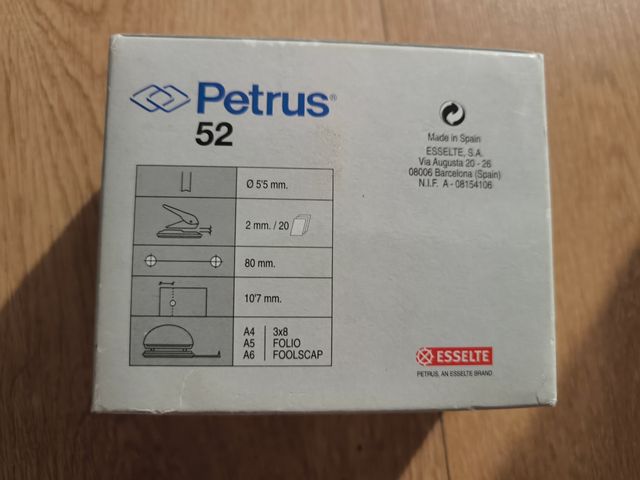 Petrus®
52
Ø 5'5 mm.
2 mm. / 20
80 mm.
10'7 mm.
A4 3x8
A5 FOLIO
A6 FOOLSCAP
Made in Spain
ESSELTE, S.A.
Via Augusta 20 - 26
08006 Barcelona (Spain)
N.I.F. A - 08154106
ESSELTE
PETRUS, AN ESSELTE BRAND